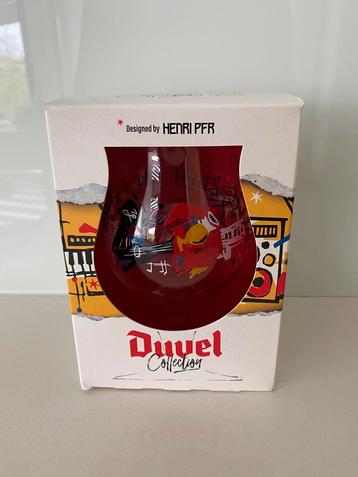 Designed by HENRI PFR
Duvel
Collection